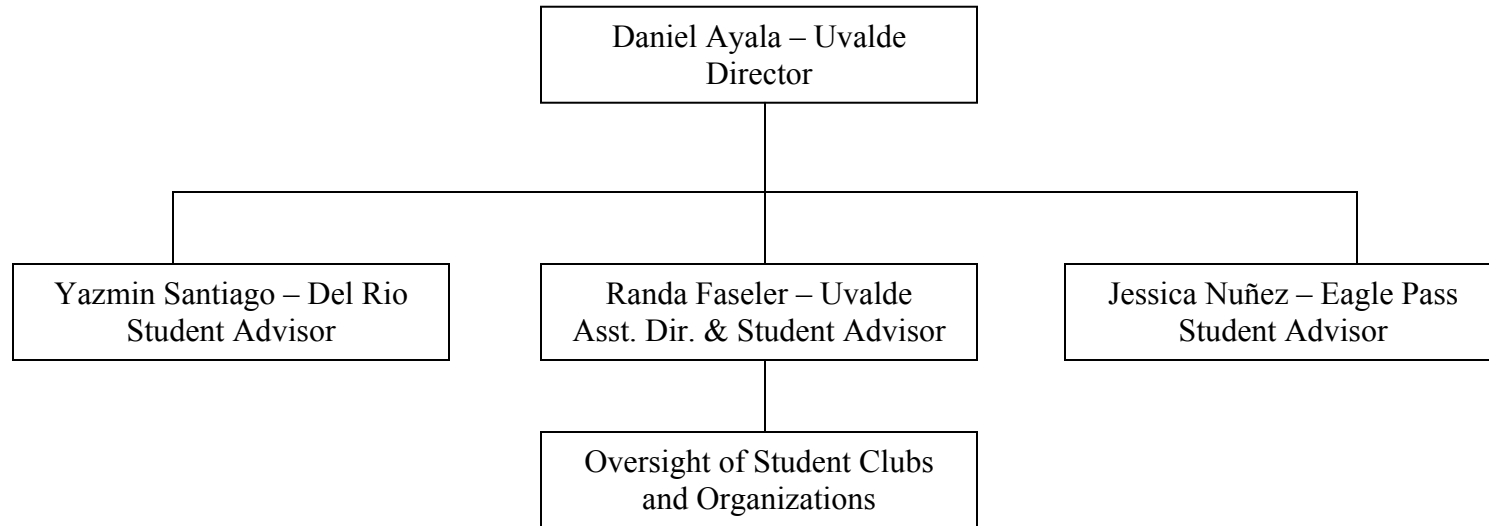 Daniel Ayala – Uvalde
Director
Yazmin Santiago – Del Rio
Student Advisor
Randa Faseler – Uvalde
Asst. Dir. & Student Advisor
Jessica Nuñez – Eagle Pass
Student Advisor
Oversight of Student Clubs
and Organizations